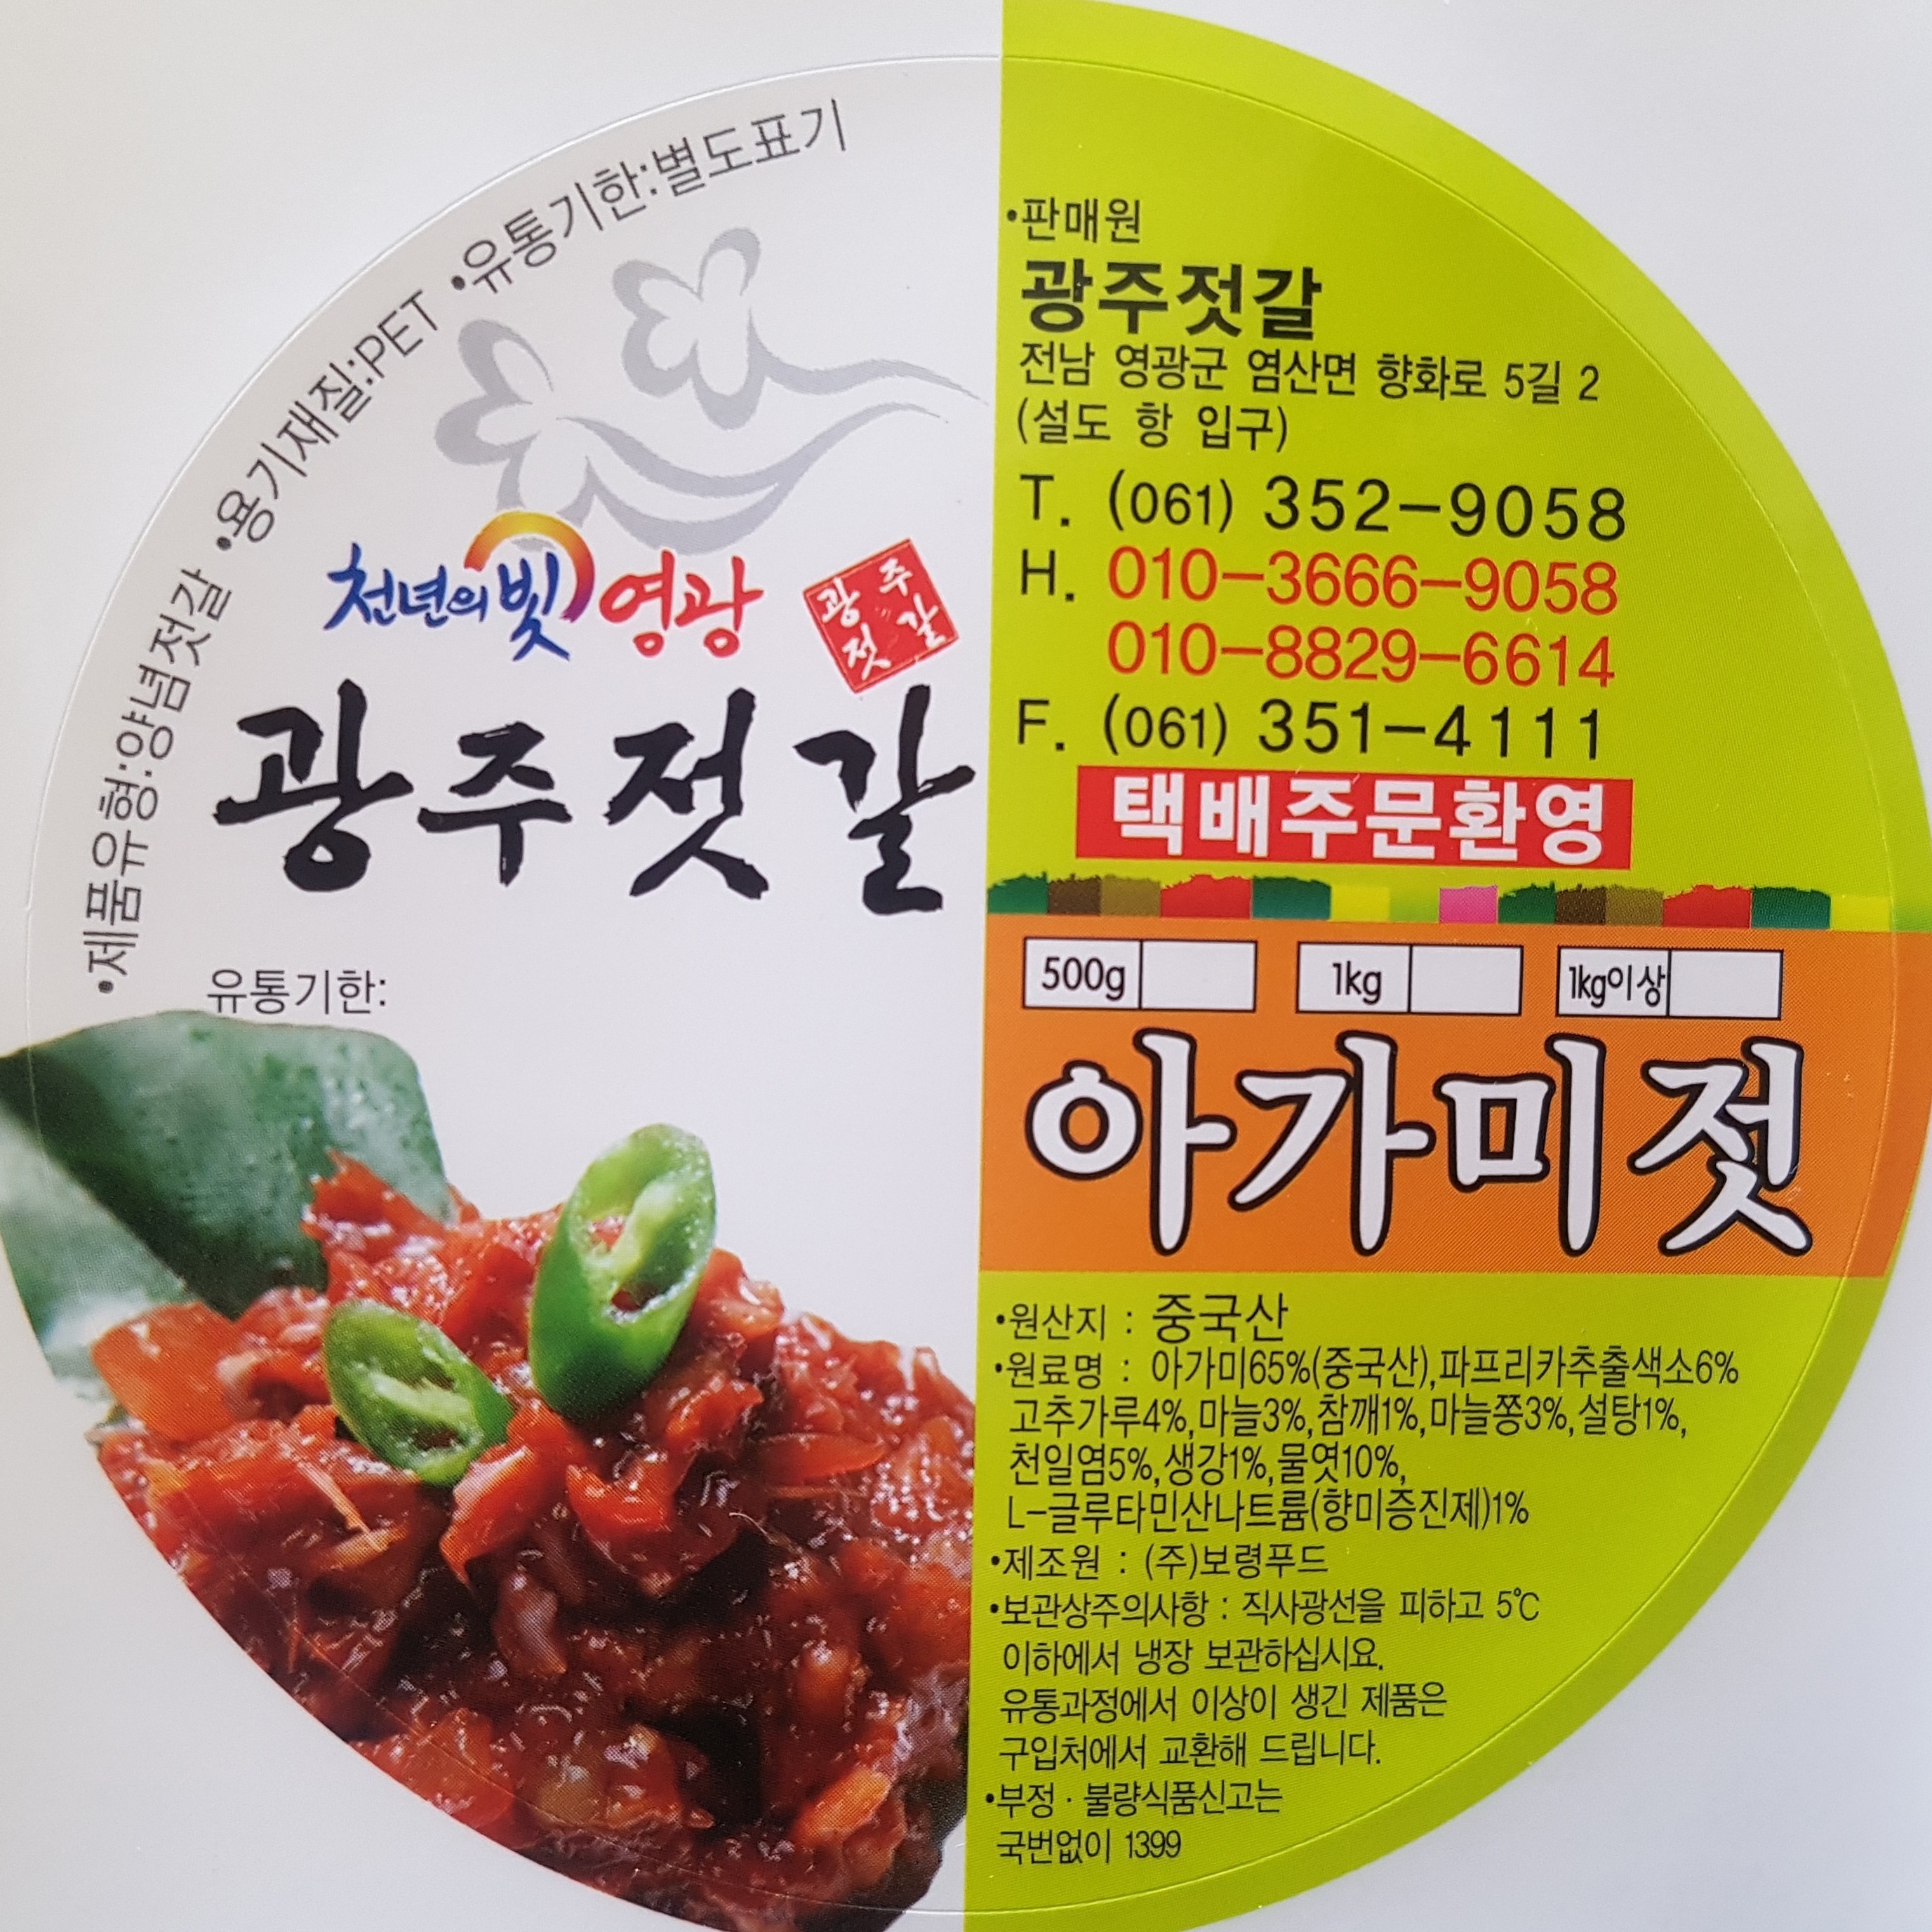 •제품유형:양념젓갈 •용기재질:PET •유통기한:별도표기
천년의빛 영광
광주
젓갈
광주젓갈
유통기한:
•판매원
광주젓갈
전남 영광군 염산면 향화로 5길 2
(설도 항 입구)
T. (061) 352-9058
H. 010-3666-9058
010-8829-6614
F. (061) 351-4111
택배주문환영
500g 1kg 1kg이상
아가미젓
•원산지 : 중국산
•원료명 : 아가미65%(중국산),파프리카추출색소6%
고추가루4%,마늘3%,참깨1%,마늘쫑3%,설탕1%,
천일염5%,생강1%,물엿10%,
L-글루타민산나트륨(향미증진제)1%
•제조원 : (주)보령푸드
•보관상주의사항 : 직사광선을 피하고 5℃
이하에서 냉장 보관하십시요.
유통과정에서 이상이 생긴 제품은
구입처에서 교환해 드립니다.
•부정 · 불량식품신고는
국번없이 1399